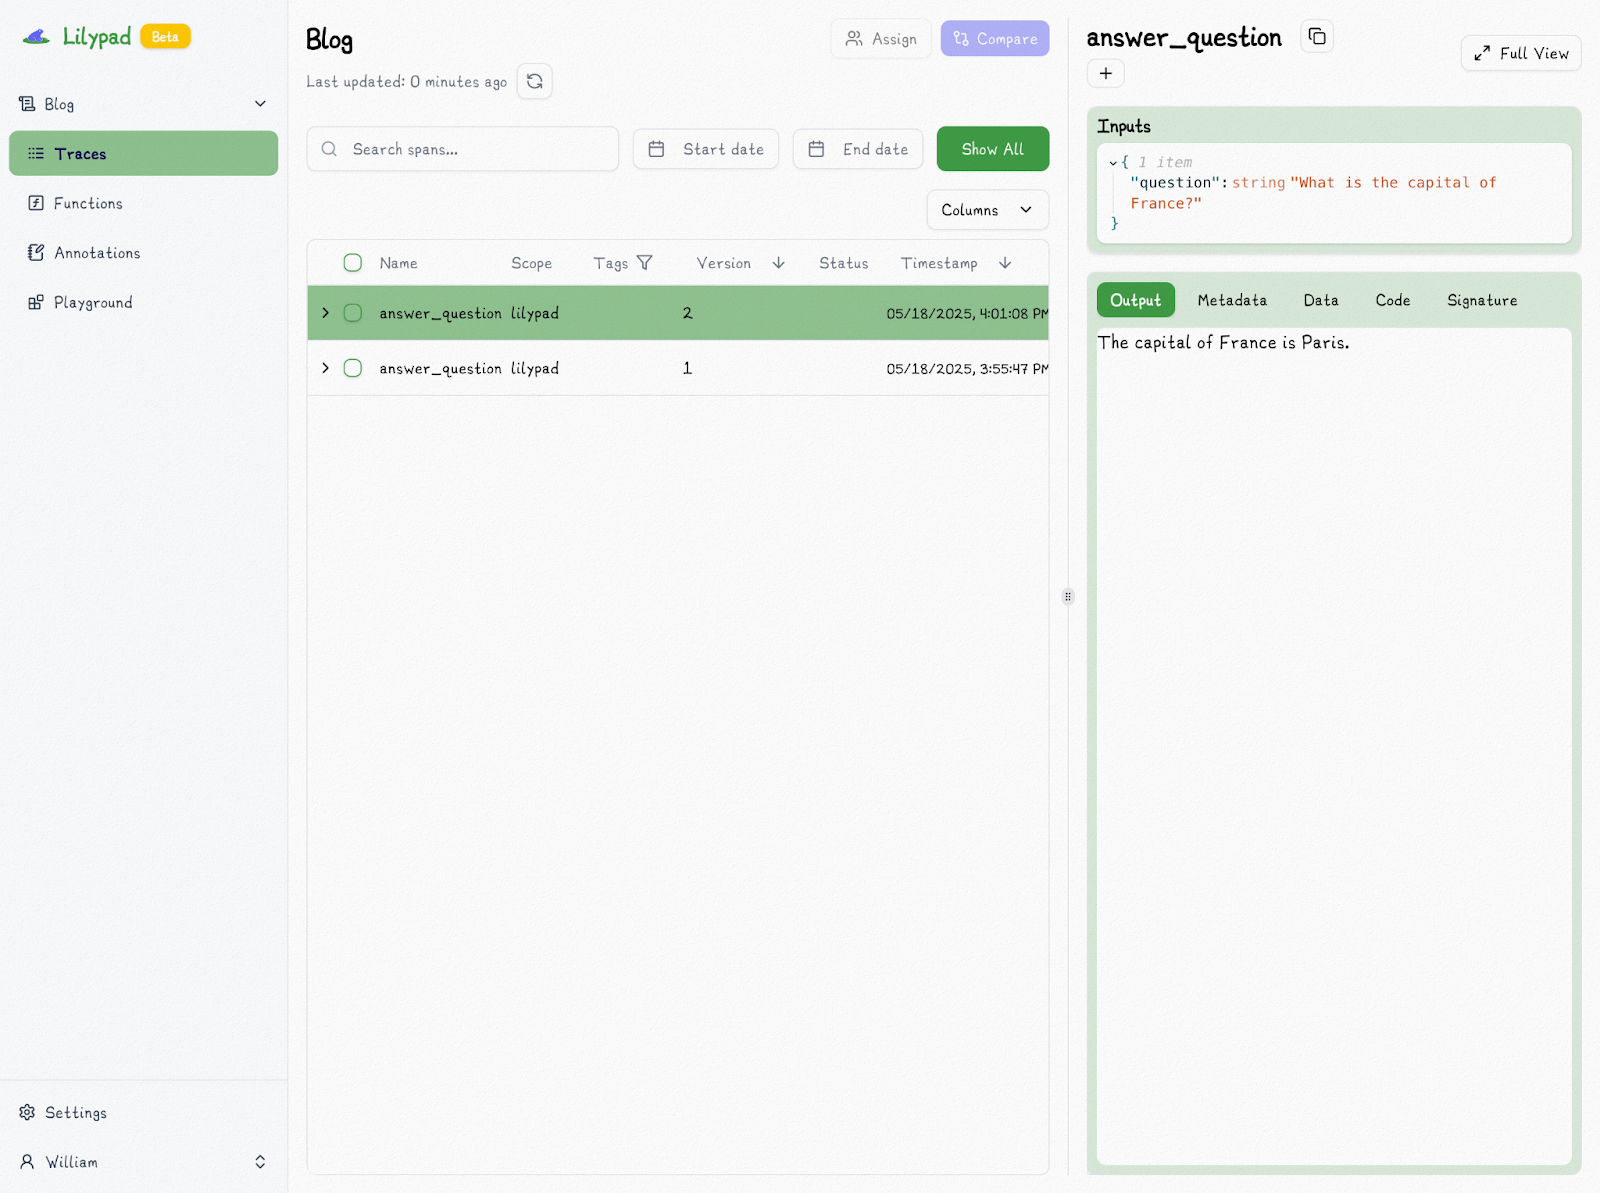 Lilypad Beta
Blog
Traces
Functions
Annotations
Playground
Settings
William
Blog
Assign
Compare
Last updated: 0 minutes ago
Search spans...
Start date
End date
Show All
Columns
Name Scope Tags Version Status Timestamp
answer_question lilypad 2 05/18/2025, 4:01:08 PM
answer_question lilypad 1 05/18/2025, 3:55:47 PM
answer_question
Full View
+
Inputs
{ 1 item
"question": string "What is the capital of
France?"
}
Output Metadata Data Code Signature
The capital of France is Paris.